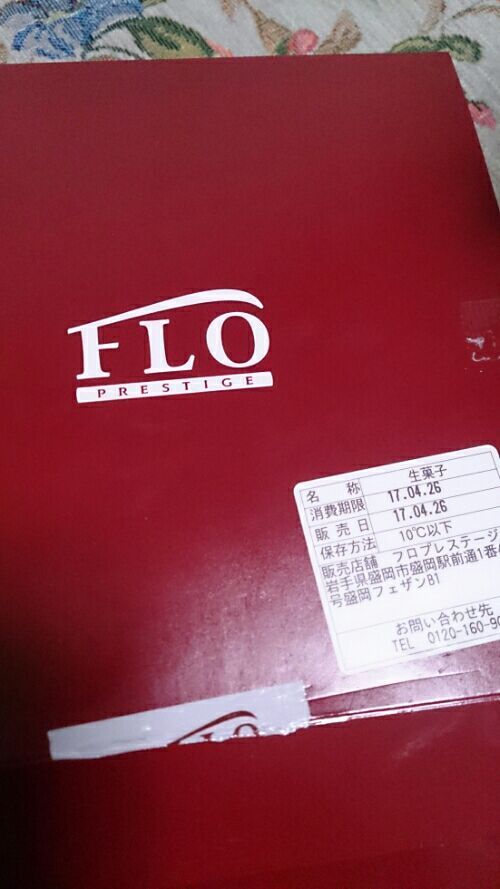 FLO
PRESTIGE
名 称 生菓子
消費期限 17.04.26
販売日 17.04.26
保存方法 10℃以下
販売店舗 フロプレステージ
岩手県盛岡市盛岡駅前通1番
号盛岡フェザンB1
お問い合わせ先
TEL 0120-160-90